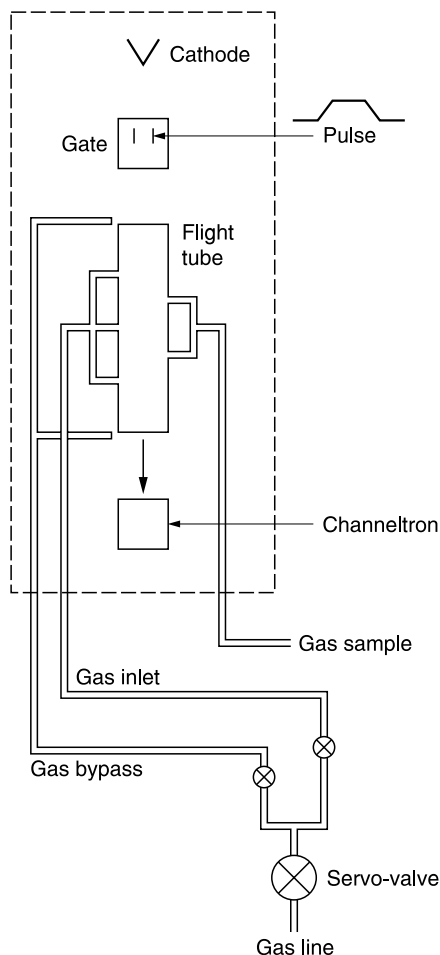 Cathode
Gate
Pulse
Flight
tube
Channeltron
Gas sample
Gas inlet
Gas bypass
Servo-valve
Gas line